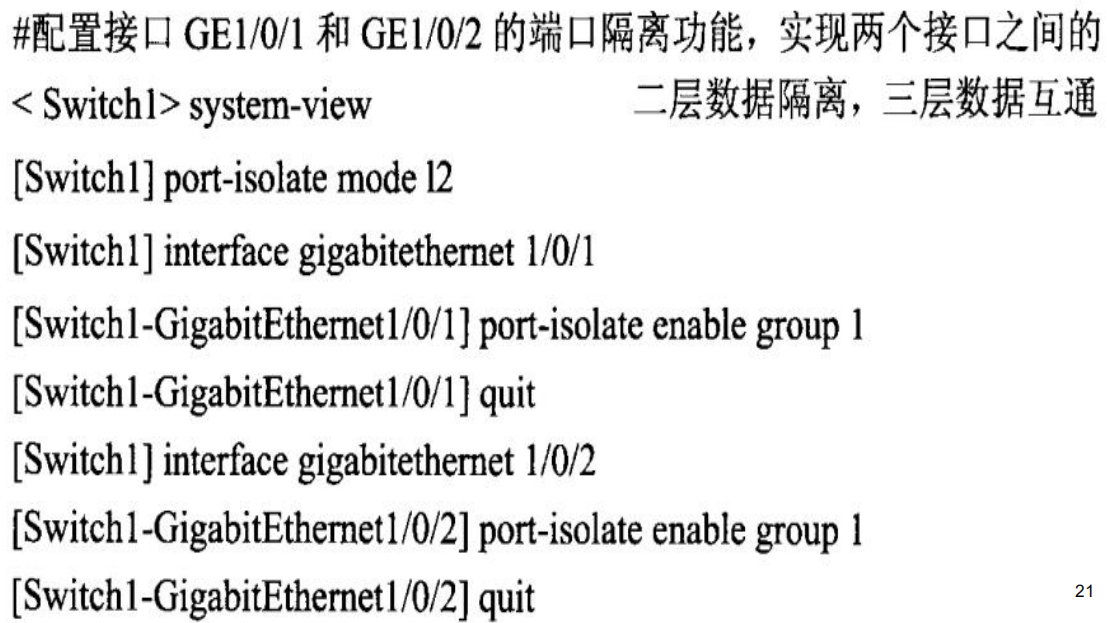 #配置接口 GE1/0/1 和 GE1/0/2 的端口隔离功能，实现两个接口之间的
二层数据隔离，三层数据互通
< Switch1> system-view
[Switch1] port-isolate mode l2
[Switch1] interface gigabitethernet 1/0/1
[Switch1-GigabitEthernet1/0/1] port-isolate enable group 1
[Switch1-GigabitEthernet1/0/1] quit
[Switch1] interface gigabitethernet 1/0/2
[Switch1-GigabitEthernet1/0/2] port-isolate enable group 1
[Switch1-GigabitEthernet1/0/2] quit
21